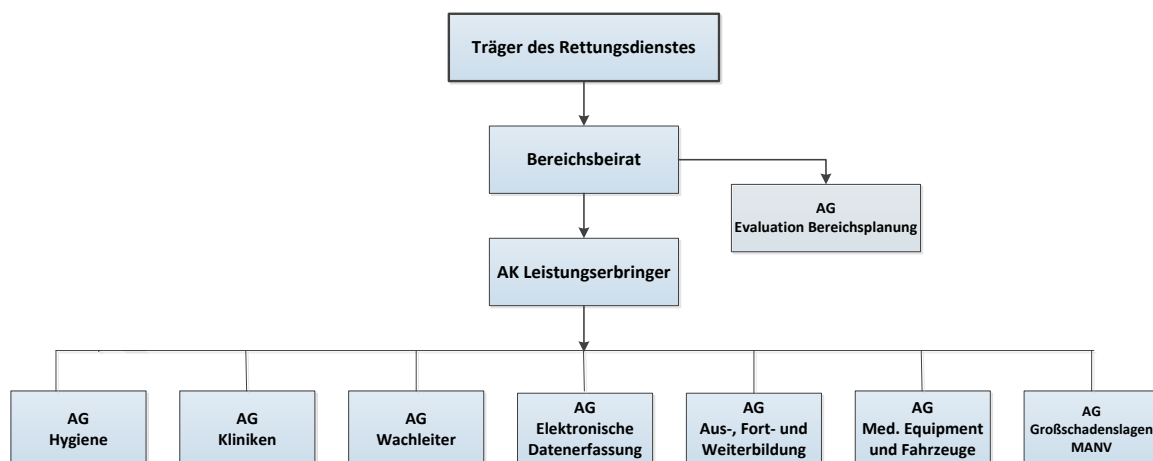 Träger des Rettungsdienstes
Bereichsbeirat
AG
Evaluation Bereichsplanung
AK Leistungserbringer
AG
Hygiene
AG
Kliniken
AG
Wachleiter
AG
Elektronische
Datenerfassung
AG
Aus-, Fort- und
Weiterbildung
AG
Med. Equipment
und Fahrzeuge
AG
Großschadenslagen
MANV